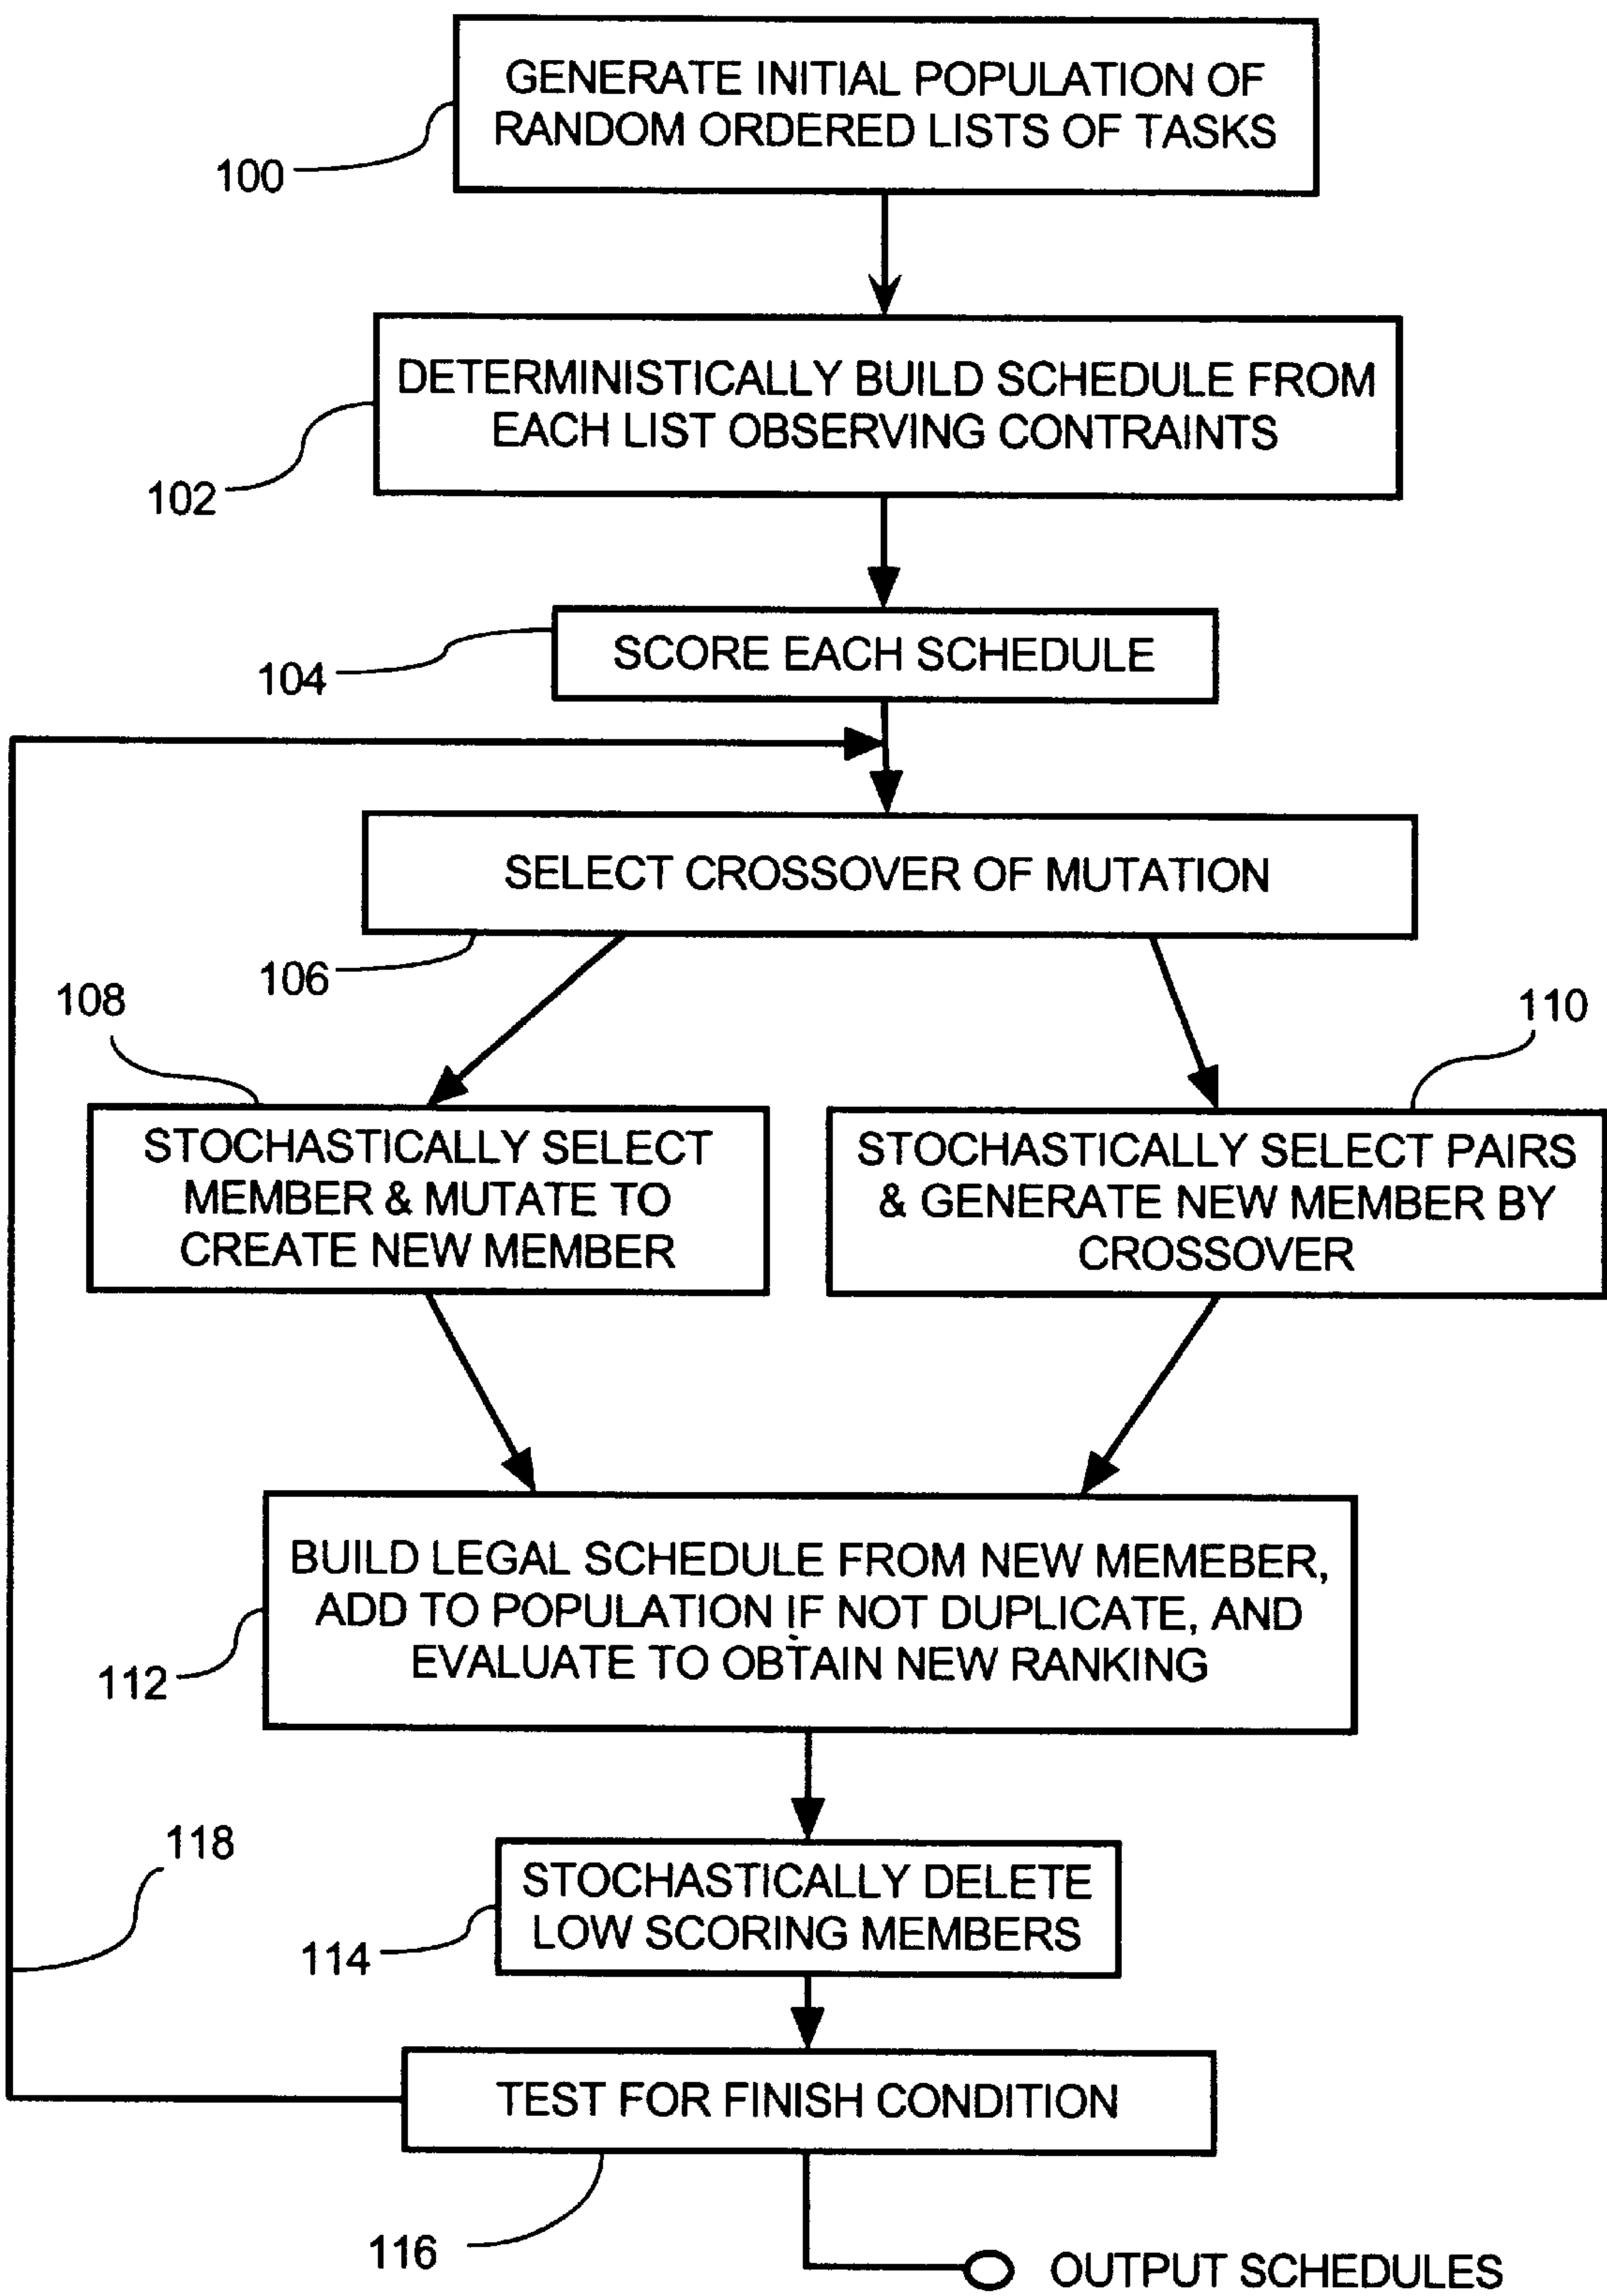 GENERATE INITIAL POPULATION OF
RANDOM ORDERED LISTS OF TASKS
100
DETERMINISTICALLY BUILD SCHEDULE FROM
EACH LIST OBSERVING CONTRAINTS
102
SCORE EACH SCHEDULE
104
SELECT CROSSOVER OF MUTATION
106
108
110
STOCHASTICALLY SELECT
MEMBER & MUTATE TO
CREATE NEW MEMBER
STOCHASTICALLY SELECT PAIRS
& GENERATE NEW MEMBER BY
CROSSOVER
BUILD LEGAL SCHEDULE FROM NEW MEMEBER,
ADD TO POPULATION IF NOT DUPLICATE, AND
EVALUATE TO OBTAIN NEW RANKING
112
118
STOCHASTICALLY DELETE
LOW SCORING MEMBERS
114
TEST FOR FINISH CONDITION
116
OUTPUT SCHEDULES